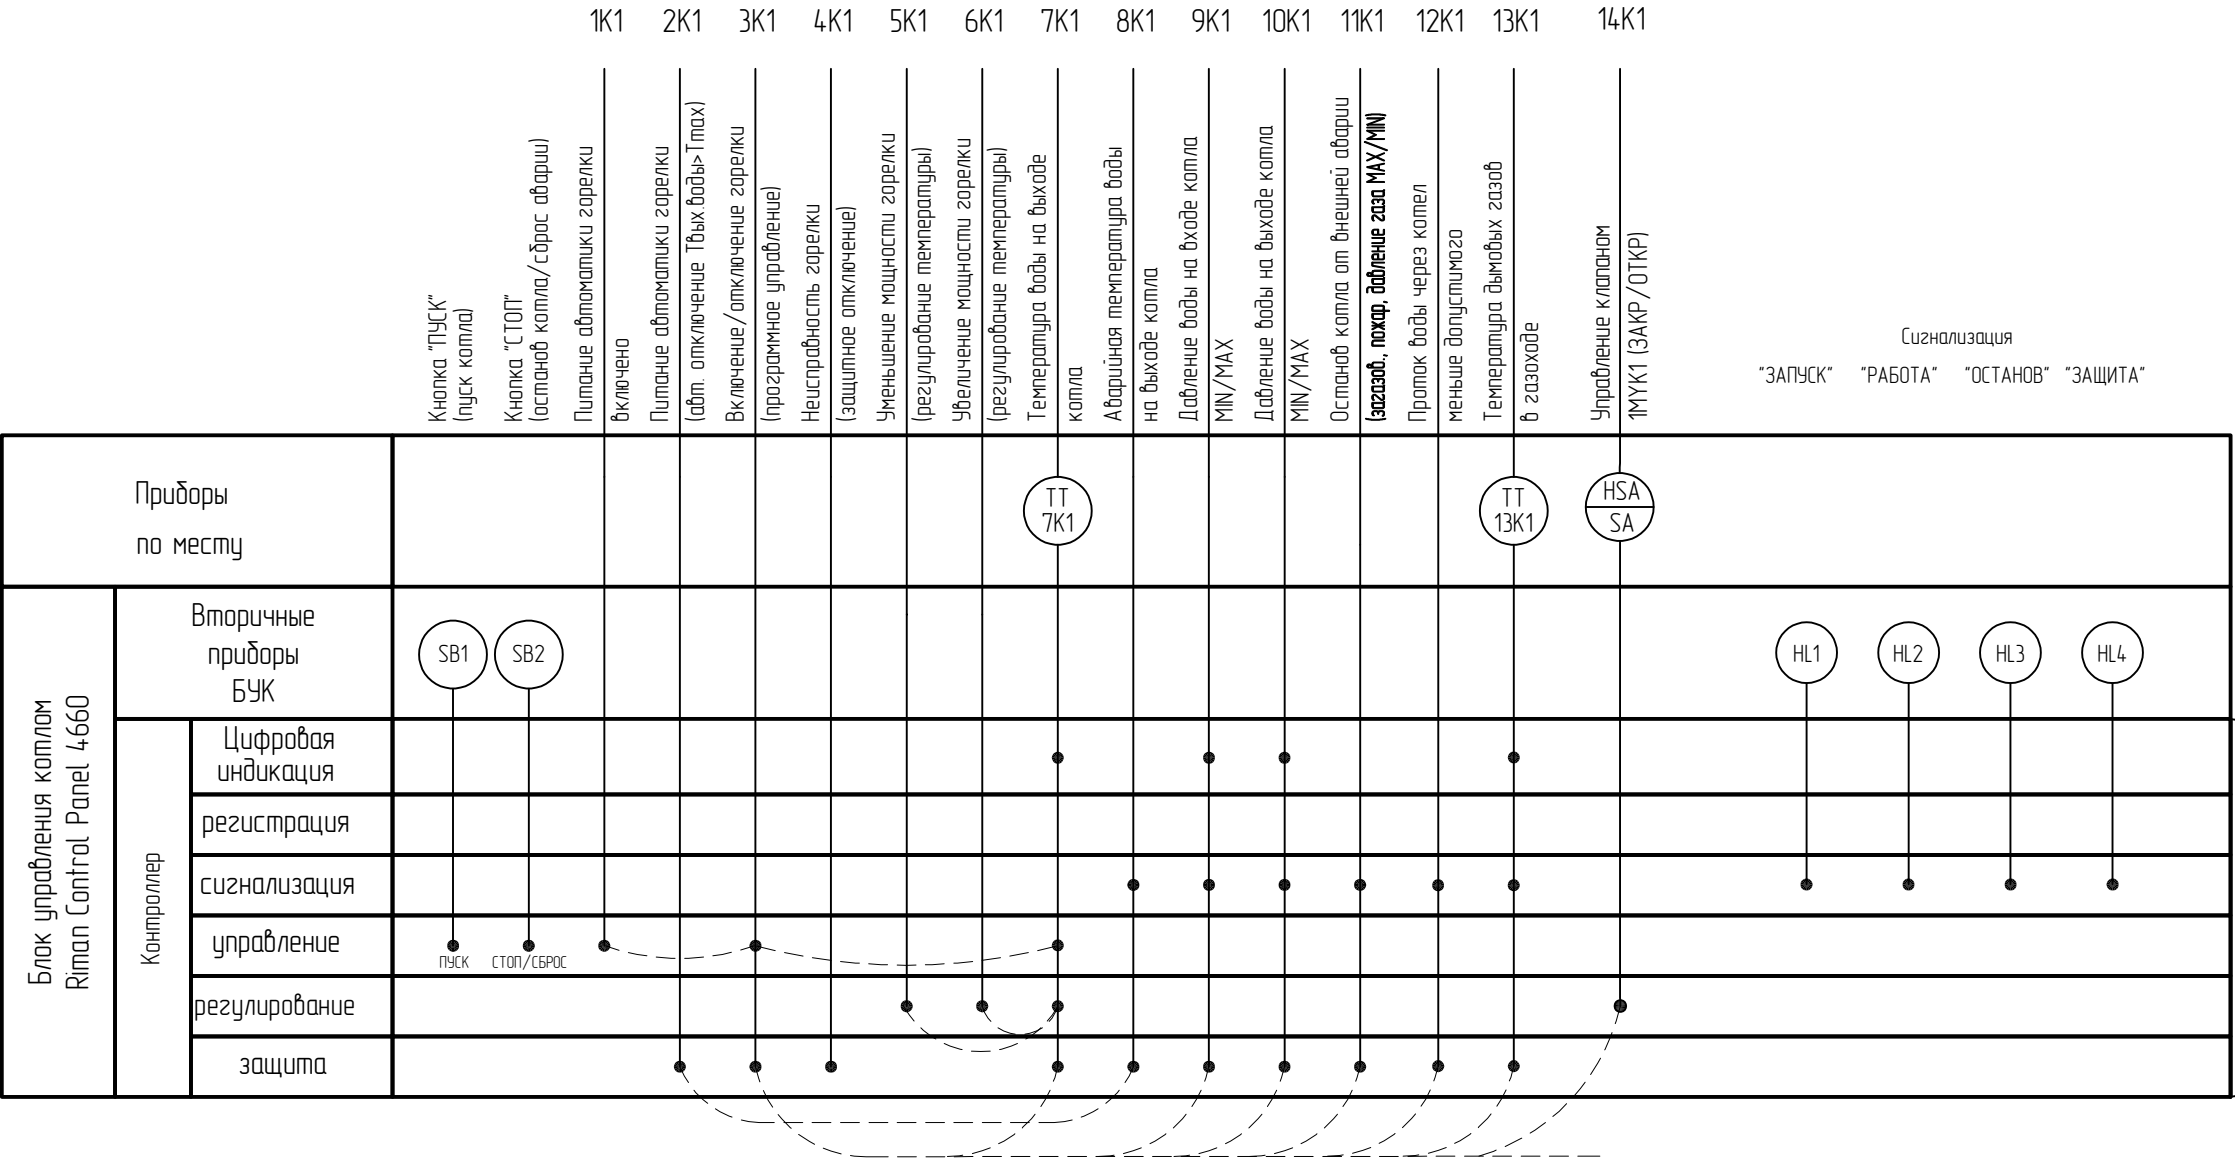 1К1 2К1 3К1 4К1 5К1 6К1 7К1 8К1 9К1 10К1 11К1 12К1 13К1 14К1
Кнопка "ПУСК"
(пуск котла)
Кнопка "СТОП"
(останов котла/сброс аварии)
Питание автоматики горелки
включено
Питание автоматики горелки
(авт. отключение Твых.воды>Tmax)
Включение/отключение горелки
(программное управление)
Неисправность горелки
(защитное отключение)
Уменьшение мощности горелки
(регулирование температуры)
Увеличение мощности горелки
(регулирование температуры)
Температура воды на выходе
котла
Аварийная температура воды
на выходе котла
Давление воды на входе котла
MIN/MAX
Давление воды на выходе котла
MIN/MAX
Останов котла от внешней аварии
(загазов., пожар, давление газа MAX/MIN)
Проток воды через котел
меньше допустимого
Температура дымовых газов
в газоходе
Управление клапаном
1МУК1 (ЗАКР/ОТКР)
Сигнализация
"ЗАПУСК" "РАБОТА" "ОСТАНОВ" "ЗАЩИТА"
Приборы
по месту
TT
7К1
TT
13К1
HSA
SA
Блок управления котлом
Riman Control Panel 4660
Вторичные
приборы
БУК
SB1 SB2 HL1 HL2 HL3 HL4
Контроллер
Цифровая
индикация
регистрация
сигнализация
управление
ПУСК СТОП/СБРОС
регулирование
защита